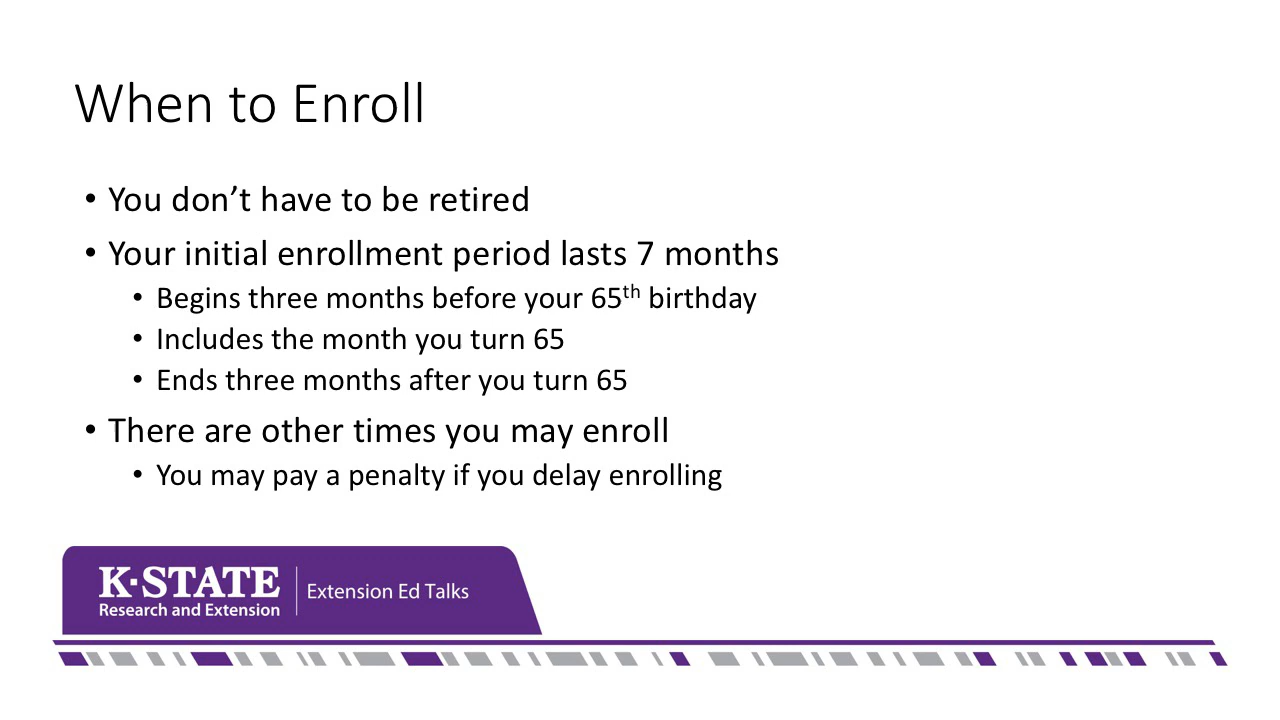 When to Enroll
• You don’t have to be retired
• Your initial enrollment period lasts 7 months
• Begins three months before your 65th birthday
• Includes the month you turn 65
• Ends three months after you turn 65
• There are other times you may enroll
• You may pay a penalty if you delay enrolling
K·STATE
Research and Extension
Extension Ed Talks